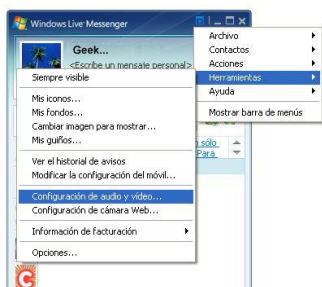 Windows Live Messenger
Geek...
<Escribe un mensaje personal>
Archivo
Contactos
Acciones
Herramientas
Ayuda
Mostrar barra de menús
Siempre visible
Mis iconos...
Mis fondos...
Cambiar imagen para mostrar...
Mis guiños...
Ver el historial de avisos
Modificar la configuración del móvil...
Configuración de audio y vídeo...
Configuración de cámara Web...
Información de facturación
Opciones...
sólo
Para